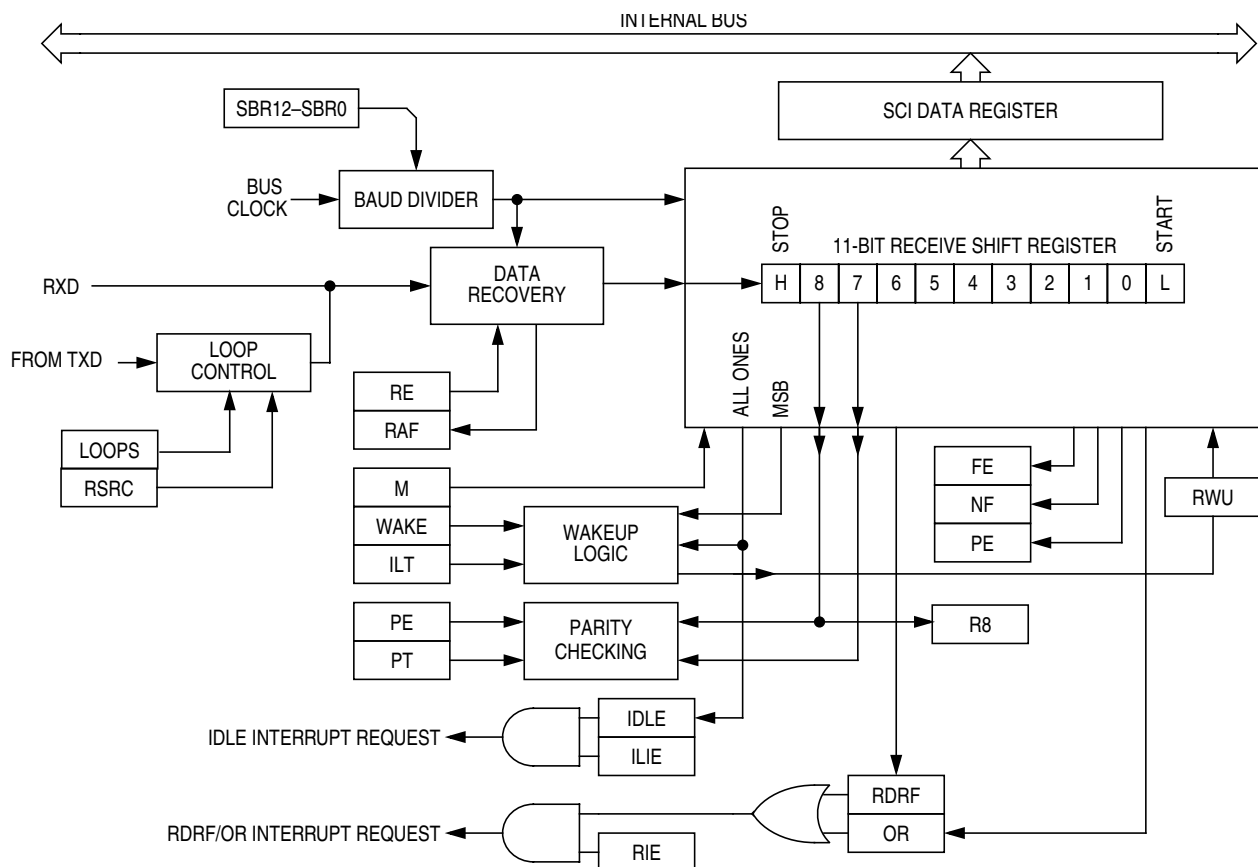 INTERNAL BUS
SBR12–SBR0
SCI DATA REGISTER
BUS
CLOCK
BAUD DIVIDER
STOP
11-BIT RECEIVE SHIFT REGISTER
START
RXD
DATA
RECOVERY
H 8 7 6 5 4 3 2 1 0 L
FROM TXD
LOOP
CONTROL
ALL ONES
MSB
RE
RAF
LOOPS
RSRC
M
WAKE
ILT
WAKEUP
LOGIC
FE
NF
PE
RWU
PE
PT
PARITY
CHECKING
R8
IDLE INTERRUPT REQUEST
IDLE
ILIE
RDRF/OR INTERRUPT REQUEST
RDRF
OR
RIE